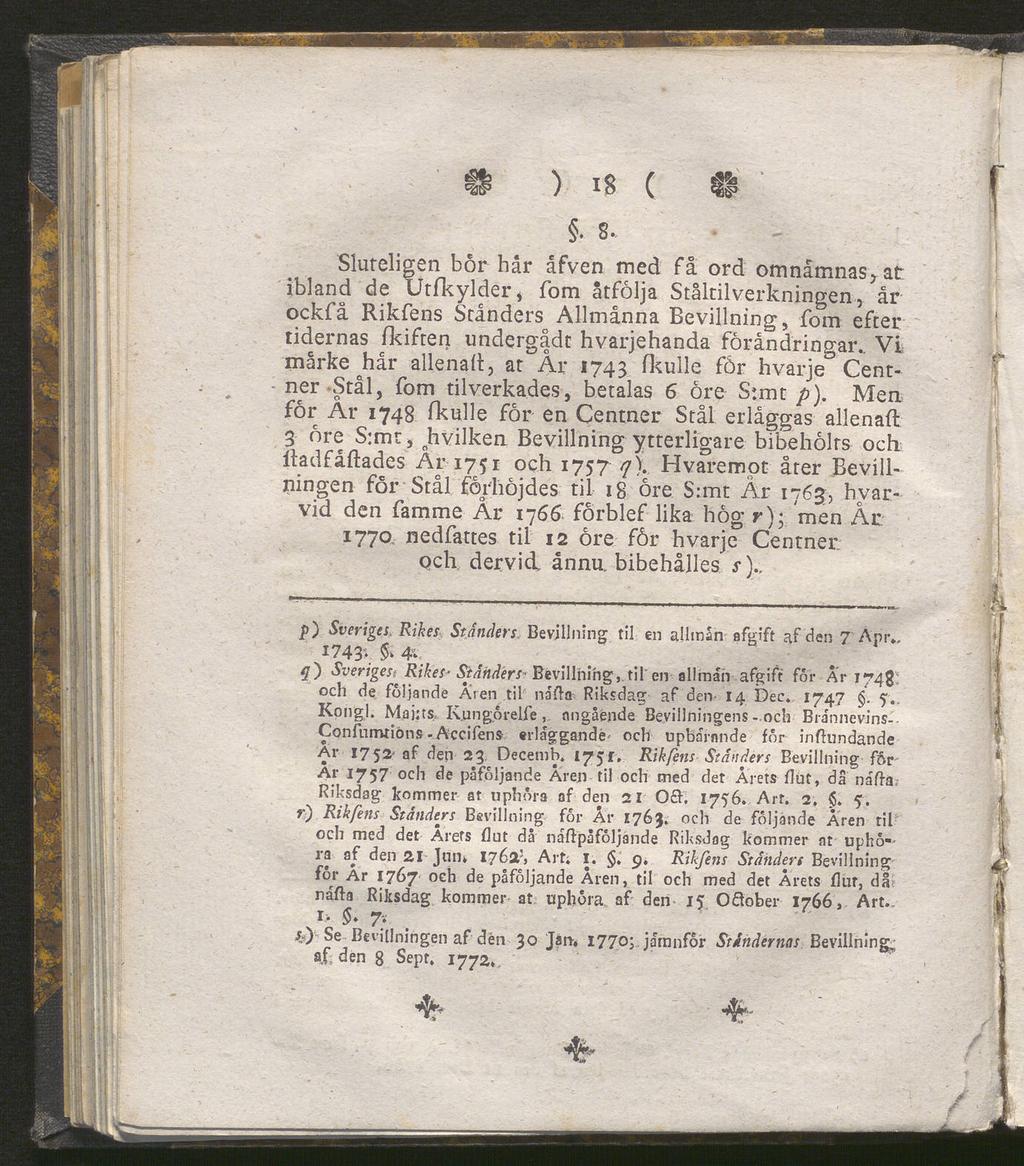 ) 18 (
§. 8.
Sluteligen bör här äfven med få ord omnämnas, at
ibland de Utſkylder, ſom åtfölja Ståltilverkningen, är
ockſå Rikſens Ständers Allmänna Bevillning, ſom efter
tidernas ſkiften undergådt hvarjehanda förändringar. Vi
märke här allenaſt, at År 1743 ſkulle för hvarje Cent-
ner Stål, ſom tilverkades, betalas 6 öre S:mt p). Men
för År 1748 ſkulle för en Centner Stål erläggas allenaſt
3 öre S:mt, hvilken Bevillning ytterligare bibehölts och
ſtadfäſtades År 1751 och 1757 q). Hvaremot åter Bevill-
ningen för Stål förhöjdes til 18 öre S:mt År 1763, hvar-
vid den ſamme År 1766 förblef lika hög r); men År
1770 nedſattes til 12 öre för hvarje Centner
och dervid ännu bibehålles s).
p) Sveriges Rikes Ständers Bevillning til en allmän afgift af den 7 Apr.
1743. §. 4.
q) Sveriges Rikes Ständers Bevillning, til en allmän afgift för År 1748
och de följande Åren til näſta Riksdag af den 14 Dec. 1747 §. 5.
Kongl. Maj:ts Kungörelſe, angående Bevillningens- och Brännevins-
Conſumtions-Acciſens erläggande och upbärande för inſtundande
År 1752 af den 23 Decemb. 1751. Rikſens Ständers Bevillning för
År 1757 och de påföljande Åren til och med det Årets ſlut, då näſta
Riksdag kommer at uphöra af den 21 Oct. 1756. Art. 2. §. 5.
r) Rikſens Ständers Bevillning för År 1763. och de följande Åren til
och med det Årets ſlut då näſtpåföljande Riksdag kommer at uphö-
ra af den 21 Jun. 1762, Art. 1. §. 9. Rikſens Ständers Bevillning
för År 1767 och de påföljande Åren, til och med det Årets ſlut, då
näſta Riksdag kommer at uphöra af den 15 October 1766, Art.
1. §. 7.
s) Se Bevillningen af den 30 Jan. 1770; jämnför Ständernas Bevillning
af den 8 Sept. 1772.